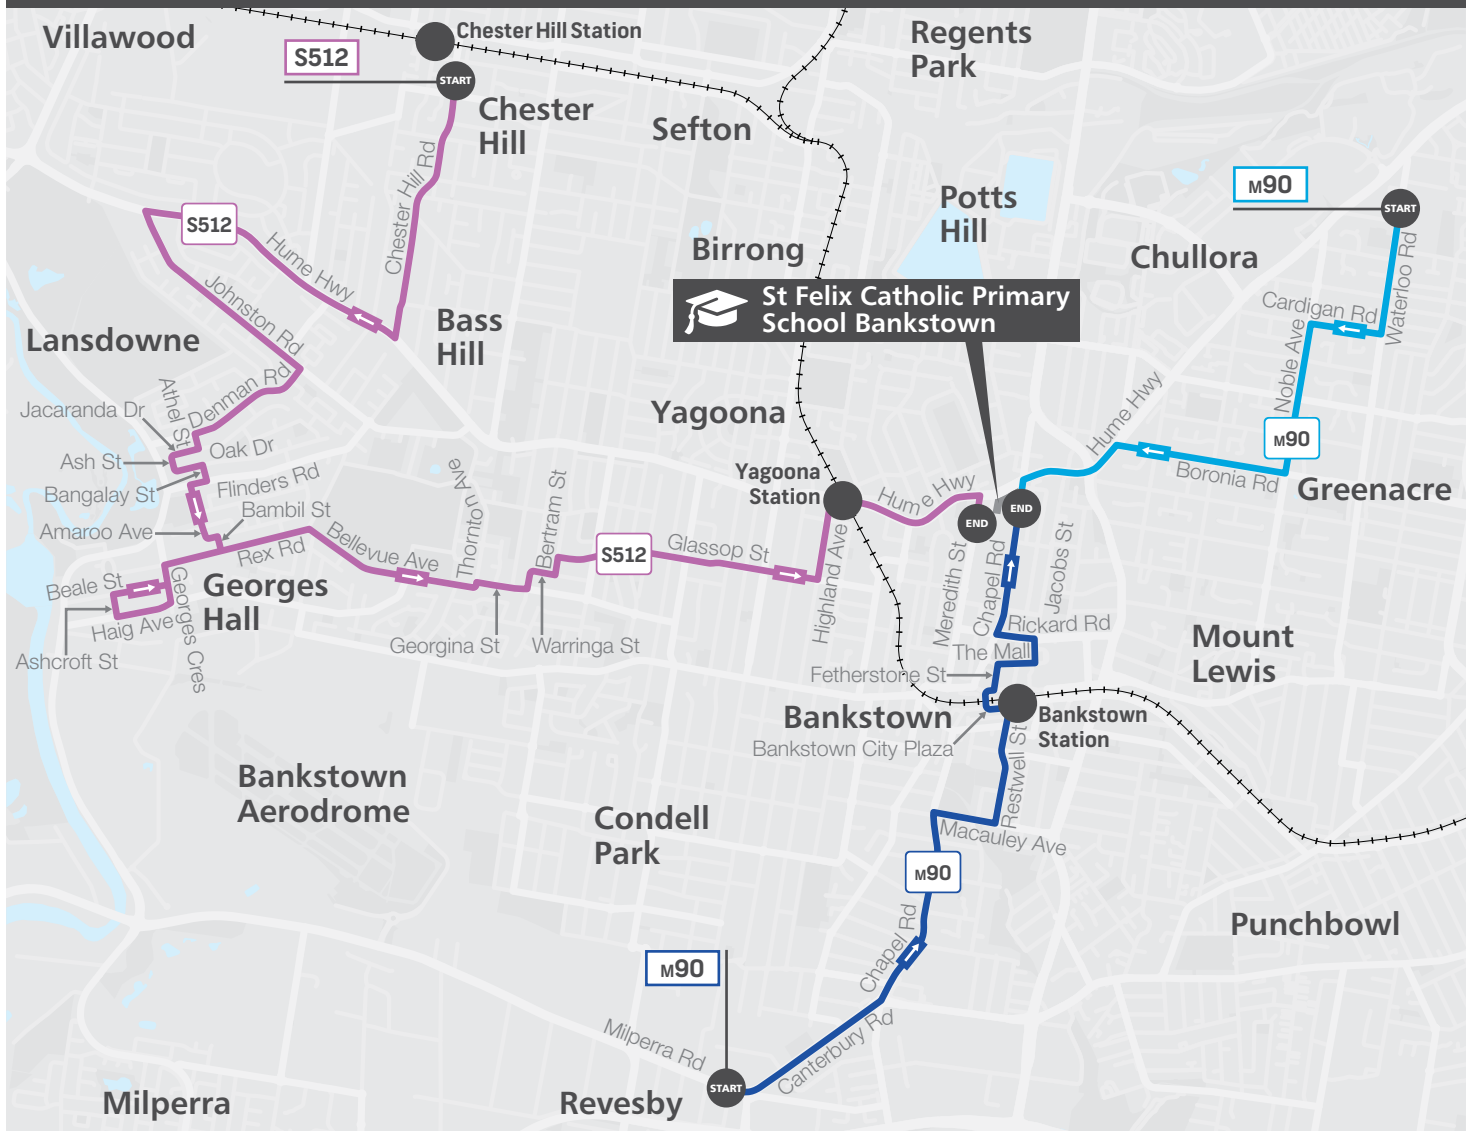 Villawood
Chester Hill Station
S512
START
Chester
Hill
Regents
Park
Sefton
Chester Hill Rd
M90
START
Potts
Hill
S512
Hume Hwy
Birrong
Chullora
Waterloo Rd
Johnston Rd
St Felix Catholic Primary
School Bankstown
Cardigan Rd
Lansdowne
Bass
Hill
Noble Ave
Denman Rd
Athel St
Jacaranda Dr
Yagoona
Hume Hwy
M90
Oak Dr
Ash St
Flinders Rd
Bangalay St
Bambil St
Thornton Ave
Bertram St
Yagoona
Station
Hume Hwy
Boronia Rd
Greenacre
END
END
Amaroo Ave
Rex Rd
Bellevue Ave
S512
Glassop St
Highland Ave
Meredith St
Chapel Rd
Jacobs St
Beale St
Georges
Hall
Haig Ave
Georges Cres
Ashcroft St
Georgina St
Warringa St
Rickard Rd
The Mall
Mount
Lewis
Fetherstone St
Bankstown
Bankstown
Station
Bankstown City Plaza
Restwell St
Bankstown
Aerodrome
Condell
Park
Macauley Ave
M90
Punchbowl
Chapel Rd
M90
Milperra Rd
Canterbury Rd
START
Milperra
Revesby